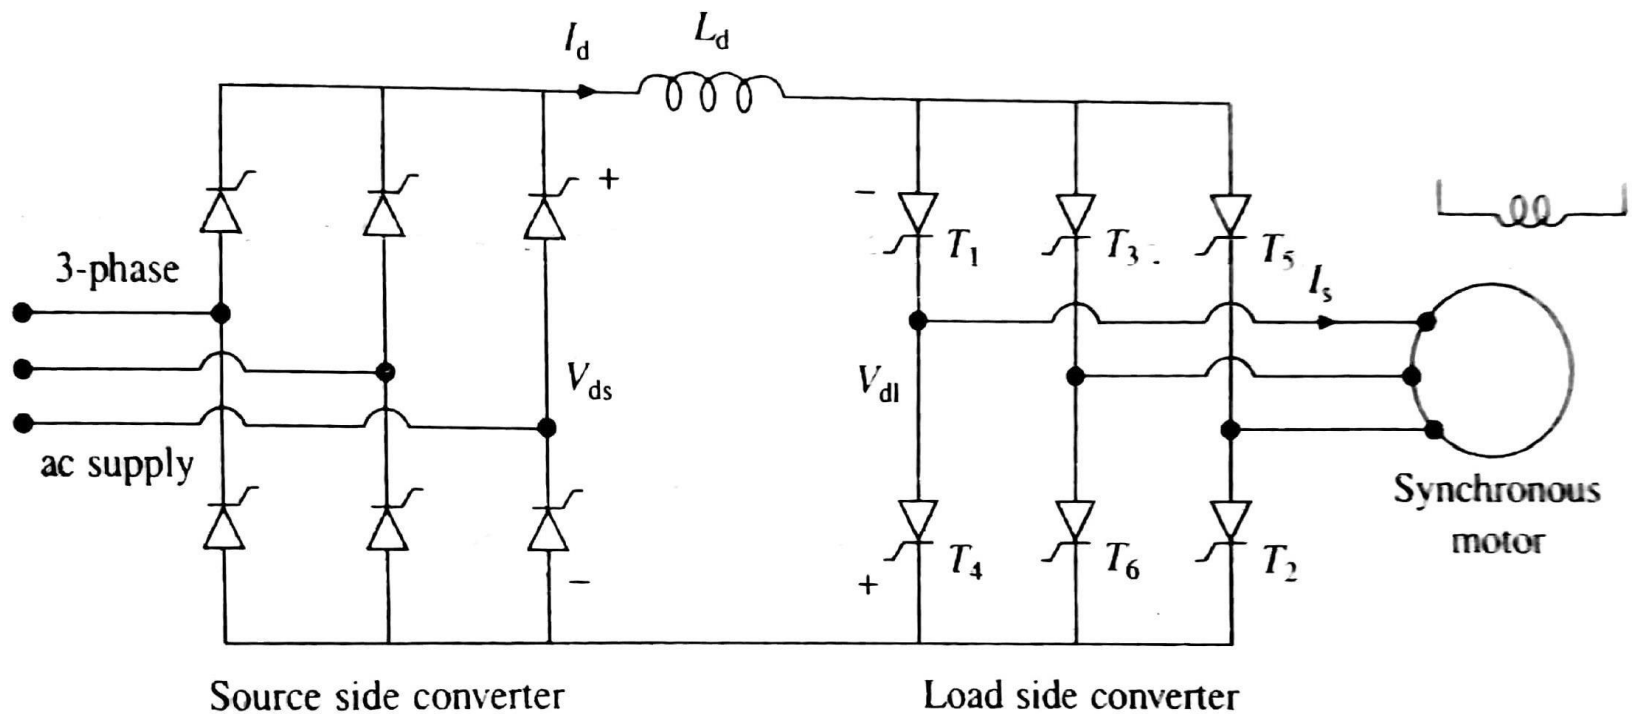 I_d
L_d
+
−
T_1
T_3
T_5
3-phase
I_s
V_ds
V_dl
ac supply
−
+
T_4
T_6
T_2
Synchronous
motor
Source side converter
Load side converter